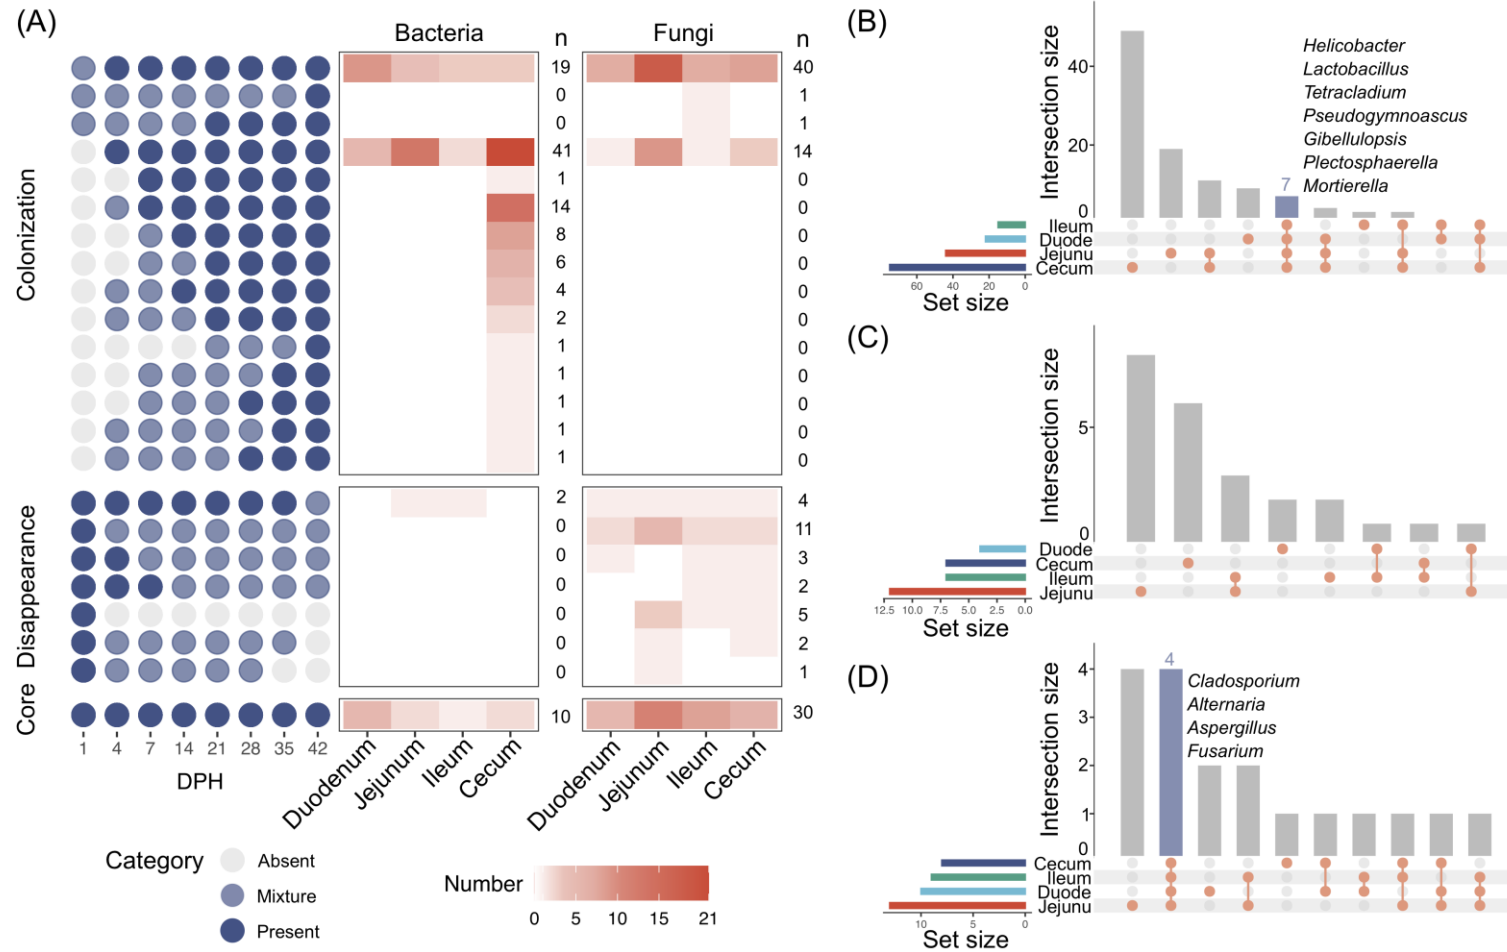 (A)
Bacteria
n
Fungi
n
Colonization
19
0
0
41
1
14
8
6
4
2
1
1
1
1
1
40
1
1
14
0
0
0
0
0
0
0
0
0
0
0
Disappearance
2
0
0
0
0
0
0
4
11
3
2
5
2
1
Core
10
30
1 4 7 14 21 28 35 42
DPH
Duodenum
Jejunum
Ileum
Cecum
Duodenum
Jejunum
Ileum
Cecum
Category
Absent
Mixture
Present
Number
0 5 10 15 21
(B)
Intersection size
40
20
0
7
Helicobacter
Lactobacillus
Tetracladium
Pseudogymnoascus
Gibellulopsis
Plectosphaerella
Mortierella
Ileum
Duode
Jejunu
Cecum
60 40 20 0
Set size
(C)
Intersection size
5
0
Duode
Cecum
Ileum
Jejunu
12.5 10.0 7.5 5.0 2.5 0.0
Set size
(D)
Intersection size
4
3
2
1
0
4
Cladosporium
Alternaria
Aspergillus
Fusarium
Cecum
Ileum
Duode
Jejunu
10 5 0
Set size